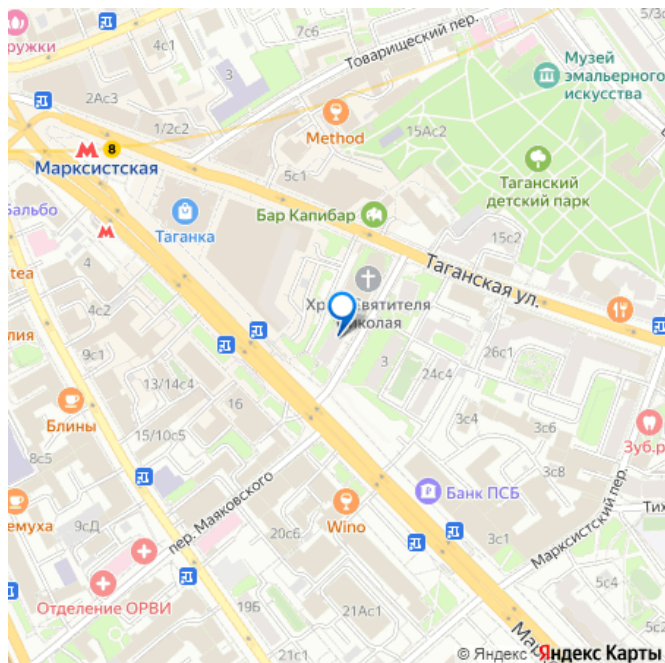 ружки
4с1
7с6
5/3с
Товарищеский пер.
3
2Ас3
Музей
эмальерного
искусства
1/2с2
Method
15Ас2
8
Марксистская
5с1
Таганский
детский парк
Бальбо
Таганка
Бар Капибар
15с2
tea
4
Таганская ул.
Николая
4с2
лия
9с1
26с1
3
24с4
13/14с4
16
Блины
3с4
3с6
Зуб.р
15/10с5
8с5
3с8
Банк ПСБ
пер. Маяковского
Марксистский пер.
Тих
емуха
9сД
Wino
20с6
3с1
Отделение ОРВИ
5с4
19Б
21Ас1
5с2
21с1
© Яндекс
Яндекс Карты